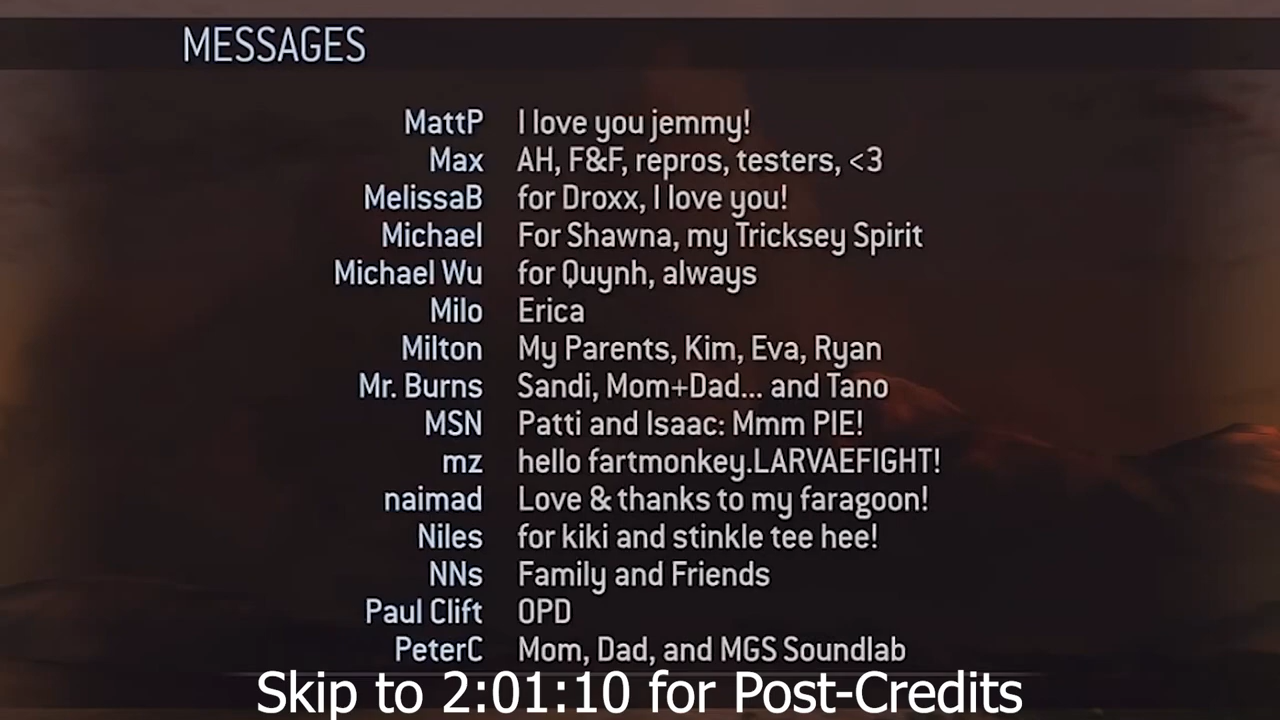 MESSAGES
MattP I love you jemmy!
Max AH, F&F, repros, testers, <3
MelissaB for Droxx, I love you!
Michael For Shawna, my Tricksey Spirit
Michael Wu for Quynh, always
Milo Erica
Milton My Parents, Kim, Eva, Ryan
Mr. Burns Sandi, Mom+Dad... and Tano
MSN Patti and Isaac: Mmm PIE!
mz hello fartmonkey.LARVAEFIGHT!
naimad Love & thanks to my faragoon!
Niles for kiki and stinkle tee hee!
NNs Family and Friends
Paul Clift OPD
PeterC Mom, Dad, and MGS Soundlab
Skip to 2:01:10 for Post-Credits